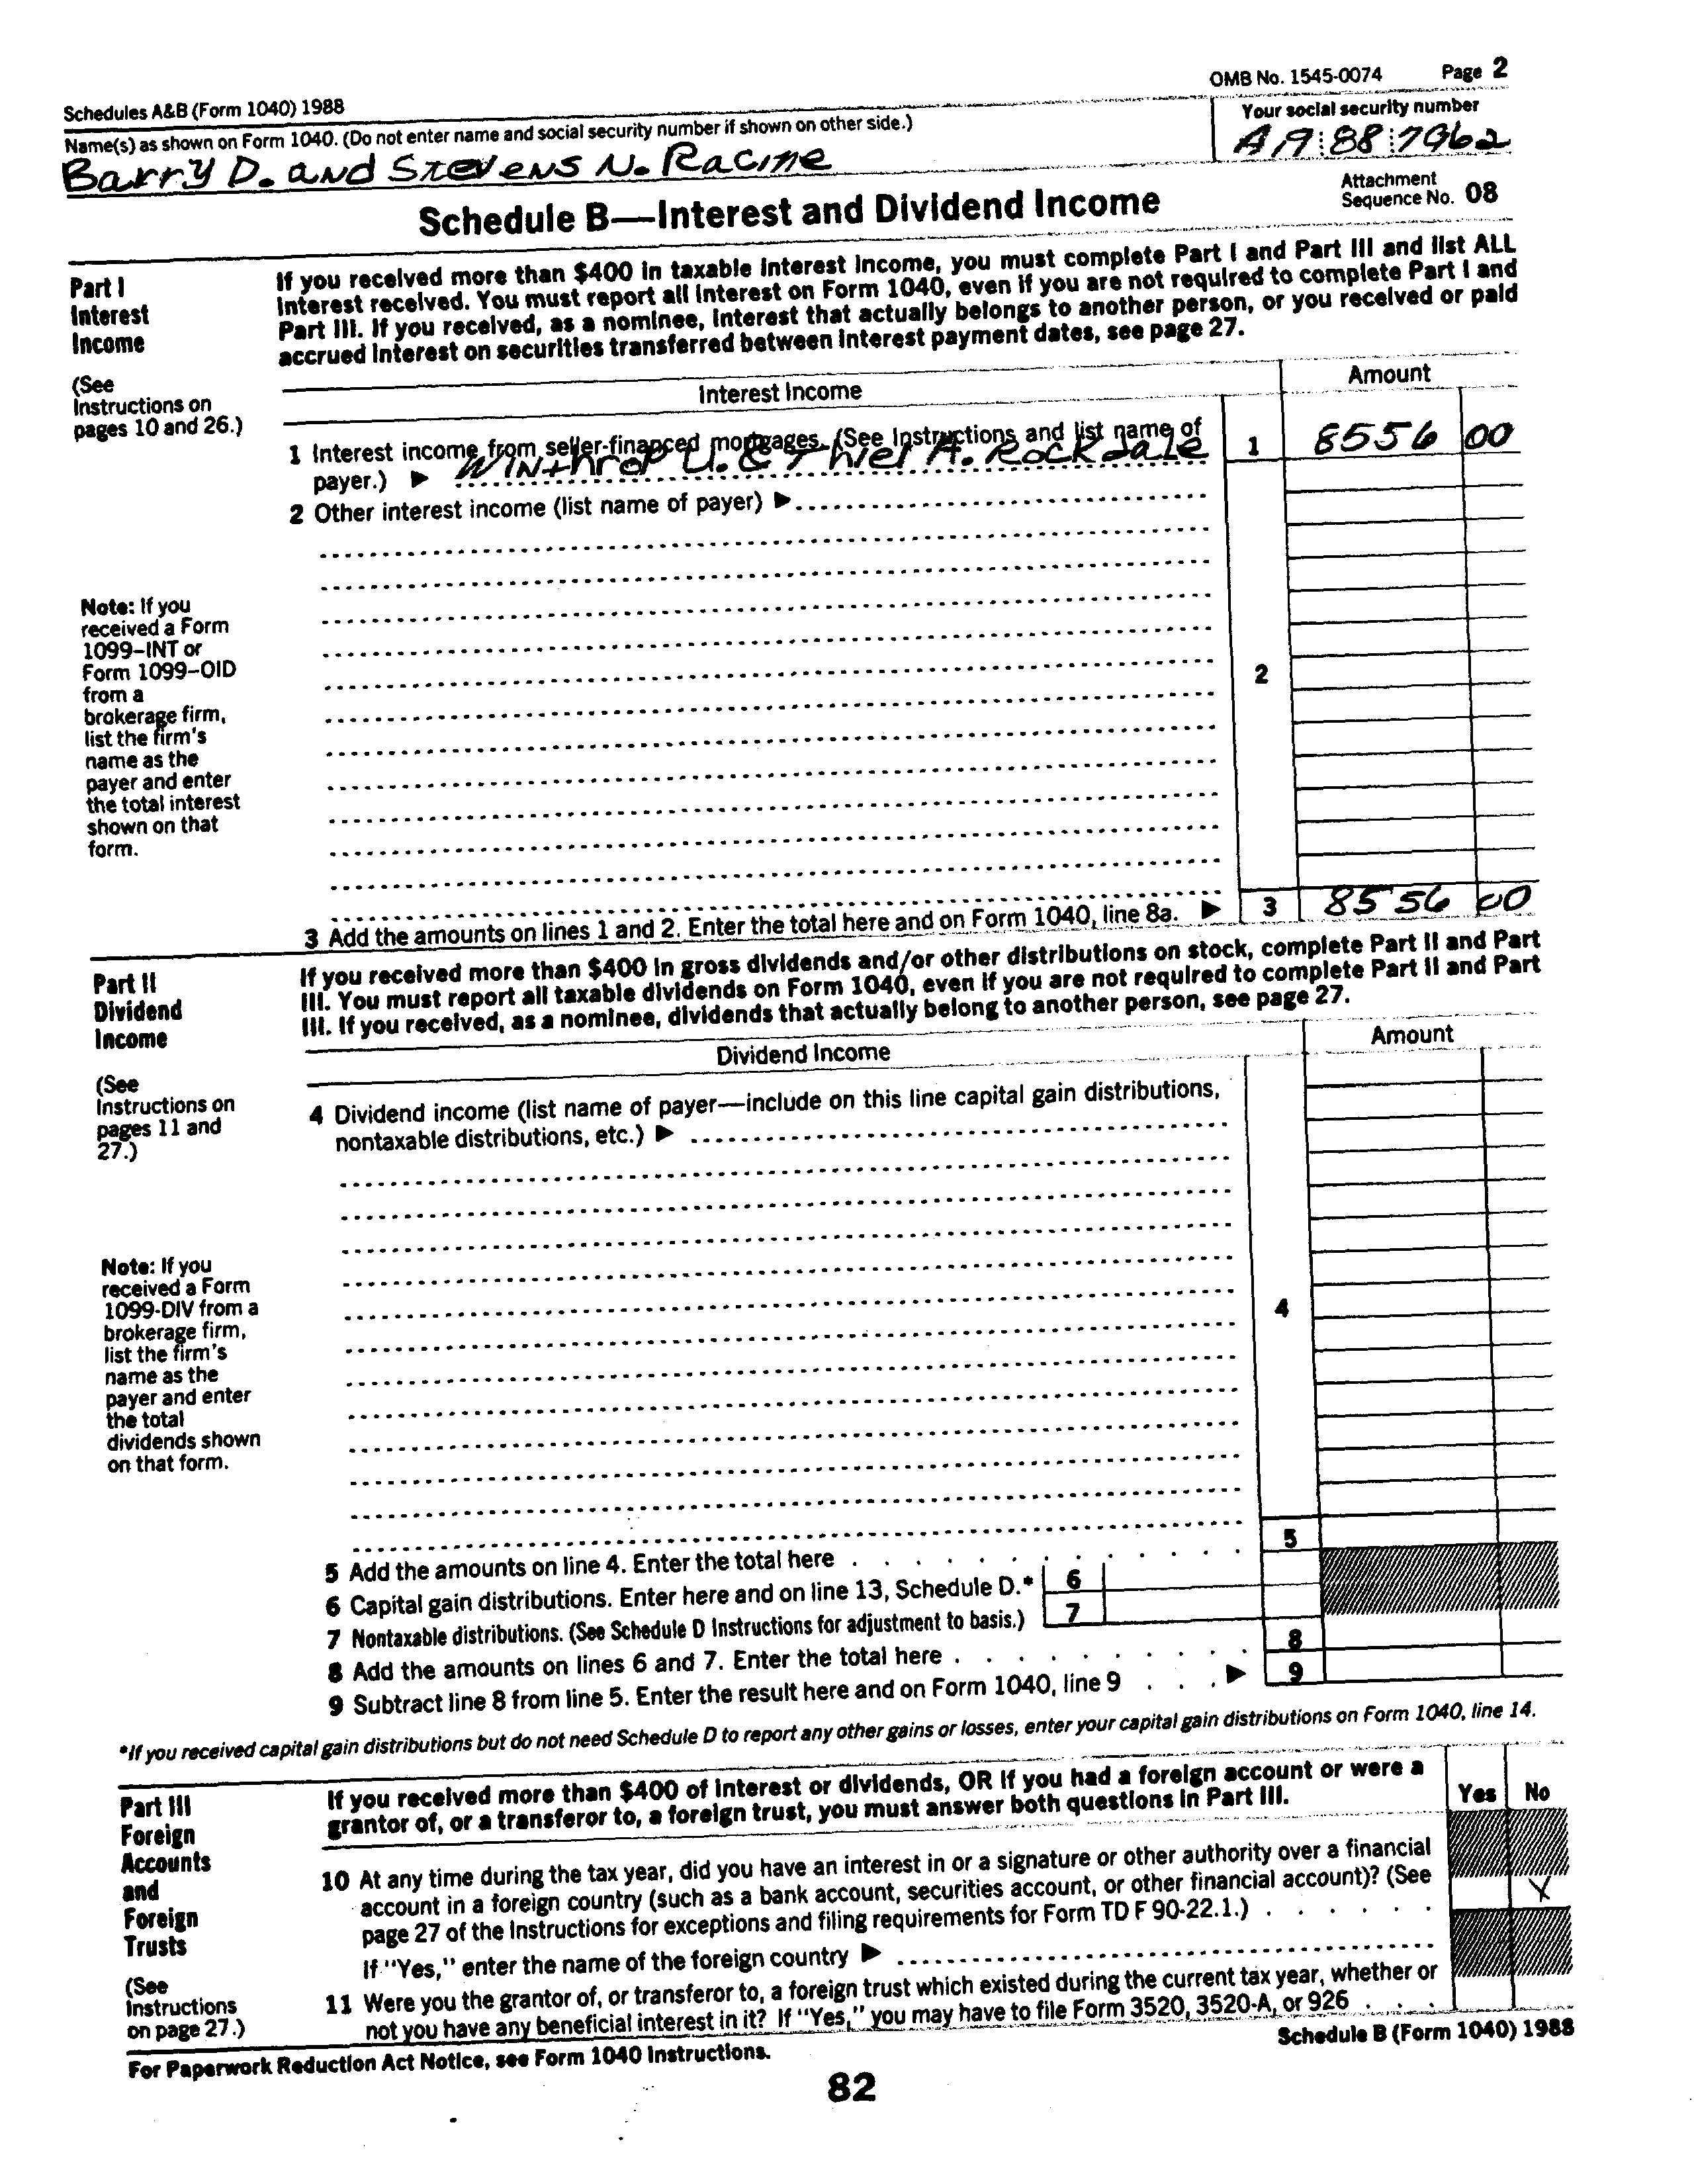 Schedules A&B (Form 1040) 1988
OMB No. 1545-0074 Page 2
Name(s) as shown on Form 1040. (Do not enter name and social security number if shown on other side.)
Your social security number
Barry D. and Stevens N. Racine
Schedule B—Interest and Dividend Income
Attachment
Sequence No. 08
Part I
Interest
Income
(See
Instructions on
pages 10 and 26.)
If you received more than $400 in taxable interest income, you must complete Part I and Part III and list ALL
interest received. You must report all interest on Form 1040, even if you are not required to complete Part I and
Part III. If you received, as a nominee, interest that actually belongs to another person, or you received or paid
accrued interest on securities transferred between interest payment dates, see page 27.
Interest Income
Amount
1 Interest income from seller-financed mortgages. (See Instructions and list name of
payer.) ▶ Winthrop U. & Thiel A. Rockdale
1 8556 00
2 Other interest income (list name of payer) ▶
Note: If you
received a Form
1099–INT or
Form 1099–OID
from a
brokerage firm,
list the firm's
name as the
payer and enter
the total interest
shown on that
form.
2
3 Add the amounts on lines 1 and 2. Enter the total here and on Form 1040, line 8a. ▶ 3 8556 00
Part II
Dividend
Income
(See
Instructions on
pages 11 and
27.)
If you received more than $400 in gross dividends and/or other distributions on stock, complete Part II and Part
III. You must report all taxable dividends on Form 1040, even if you are not required to complete Part II and Part
III. If you received, as a nominee, dividends that actually belong to another person, see page 27.
Dividend Income
Amount
4 Dividend income (list name of payer—include on this line capital gain distributions,
nontaxable distributions, etc.) ▶
Note: If you
received a Form
1099-DIV from a
brokerage firm,
list the firm's
name as the
payer and enter
the total
dividends shown
on that form.
4
5 Add the amounts on line 4. Enter the total here 5
6 Capital gain distributions. Enter here and on line 13, Schedule D.* 6
7 Nontaxable distributions. (See Schedule D Instructions for adjustment to basis.) 7
8 Add the amounts on lines 6 and 7. Enter the total here 8
9 Subtract line 8 from line 5. Enter the result here and on Form 1040, line 9 ▶ 9
*If you received capital gain distributions but do not need Schedule D to report any other gains or losses, enter your capital gain distributions on Form 1040, line 14.
Part III
Foreign
Accounts
and
Foreign
Trusts
(See
Instructions
on page 27.)
If you received more than $400 of interest or dividends, OR if you had a foreign account or were a
grantor of, or a transferor to, a foreign trust, you must answer both questions in Part III.
Yes No
10 At any time during the tax year, did you have an interest in or a signature or other authority over a financial
account in a foreign country (such as a bank account, securities account, or other financial account)? (See
page 27 of the Instructions for exceptions and filing requirements for Form TD F 90-22.1.) X
If "Yes," enter the name of the foreign country ▶
11 Were you the grantor of, or transferor to, a foreign trust which existed during the current tax year, whether or
not you have any beneficial interest in it? If "Yes," you may have to file Form 3520, 3520-A, or 926
For Paperwork Reduction Act Notice, see Form 1040 Instructions.
Schedule B (Form 1040) 1988
82